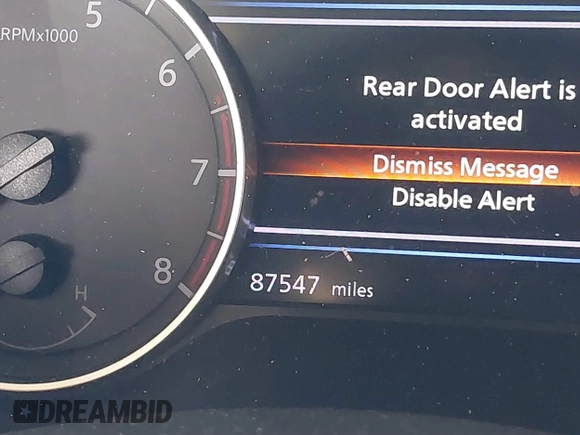 5
RPMx1000
6
7
8
H
Rear Door Alert is
activated
Dismiss Message
Disable Alert
87547 miles
DREAMBID